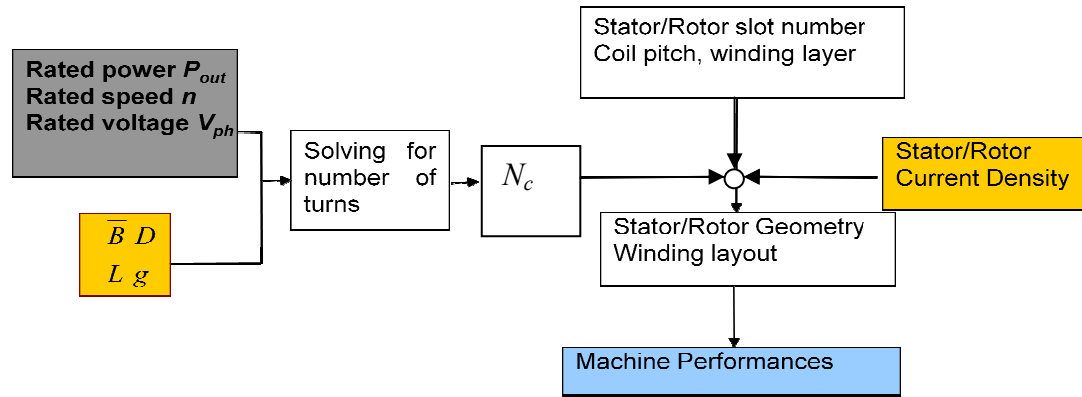 Rated power P_out
Rated speed n
Rated voltage V_ph
B̅ D
L g
Solving for
number of
turns
N_c
Stator/Rotor slot number
Coil pitch, winding layer
Stator/Rotor
Current Density
Stator/Rotor Geometry
Winding layout
Machine Performances